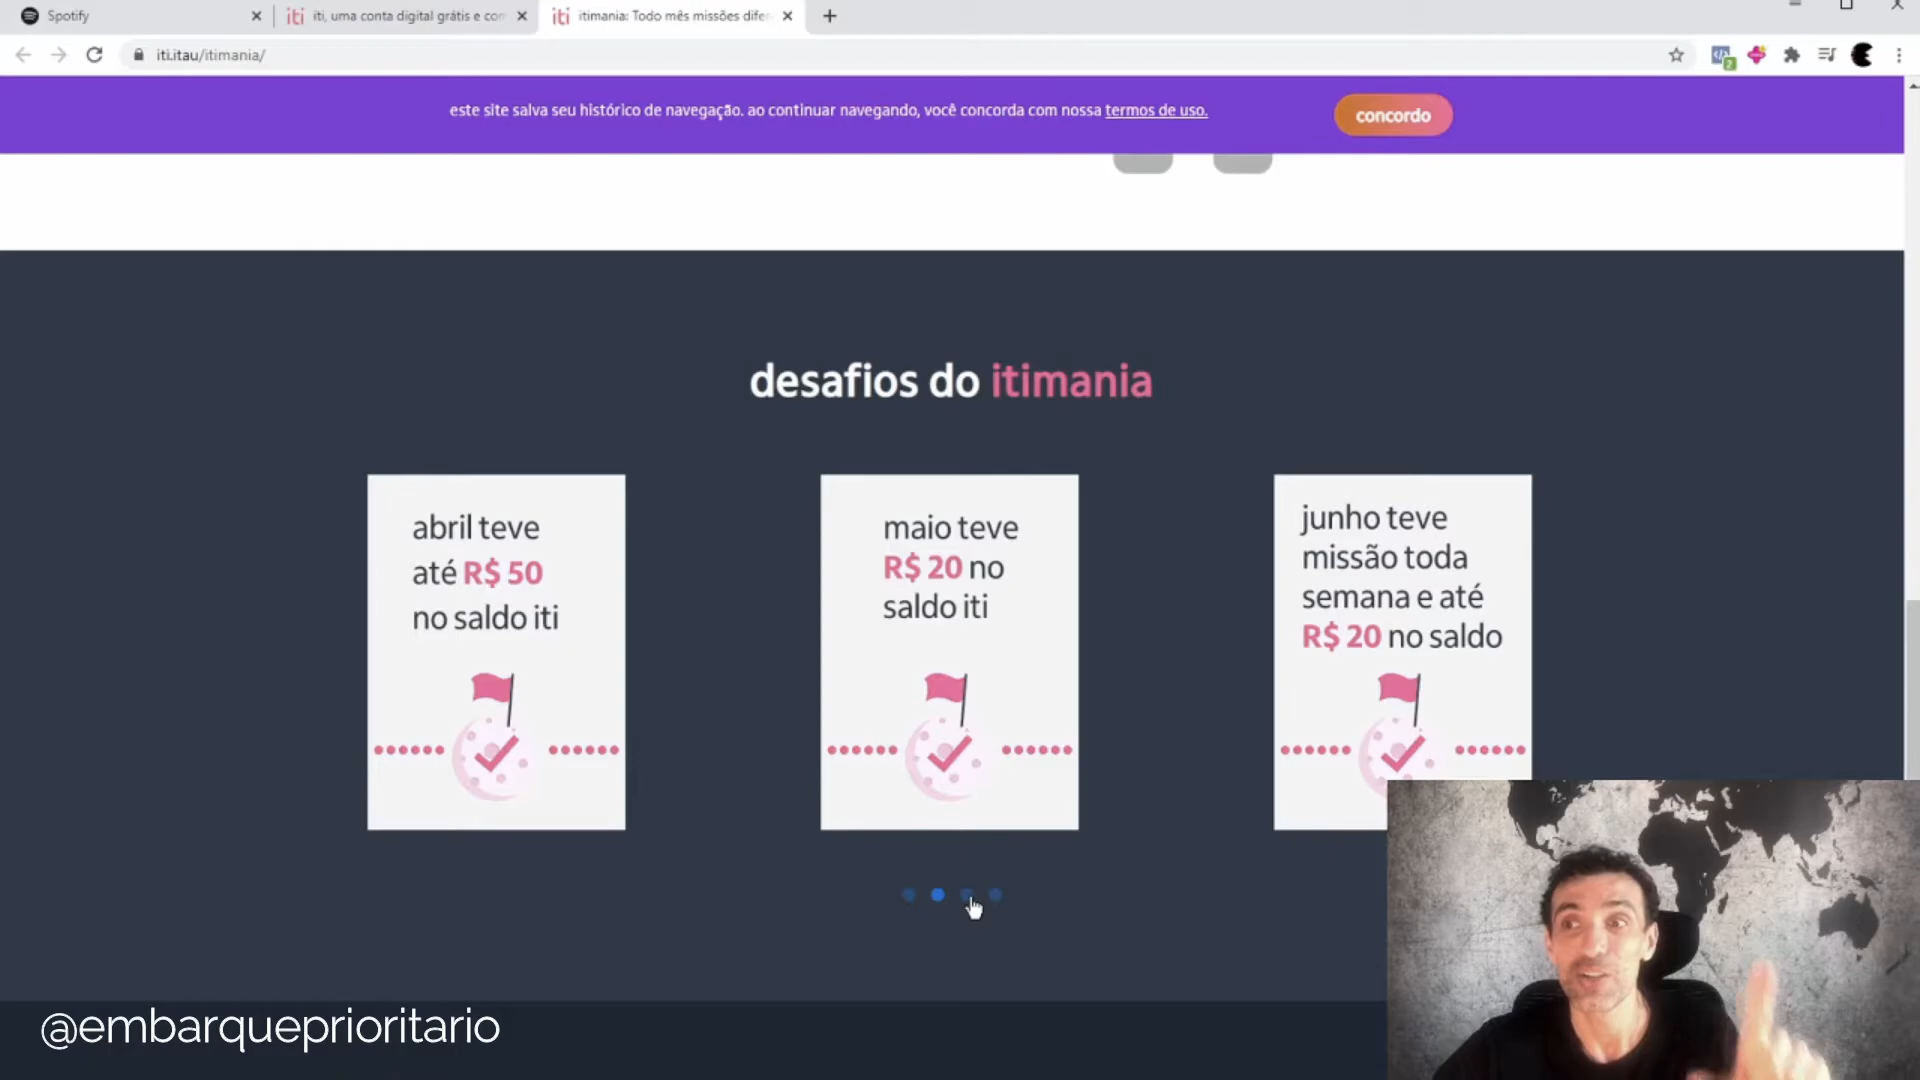 Spotify
iti iti, uma conta digital grátis e com
iti itimania: Todo mês missões difer
iti.itau/itimania/
2
este site salva seu histórico de navegação. ao continuar navegando, você concorda com nossa termos de uso.
concordo
desafios do itimania
abril teve
até R$ 50
no saldo iti
maio teve
R$ 20 no
saldo iti
junho teve
missão toda
semana e até
R$ 20 no saldo
@embarqueprioritario